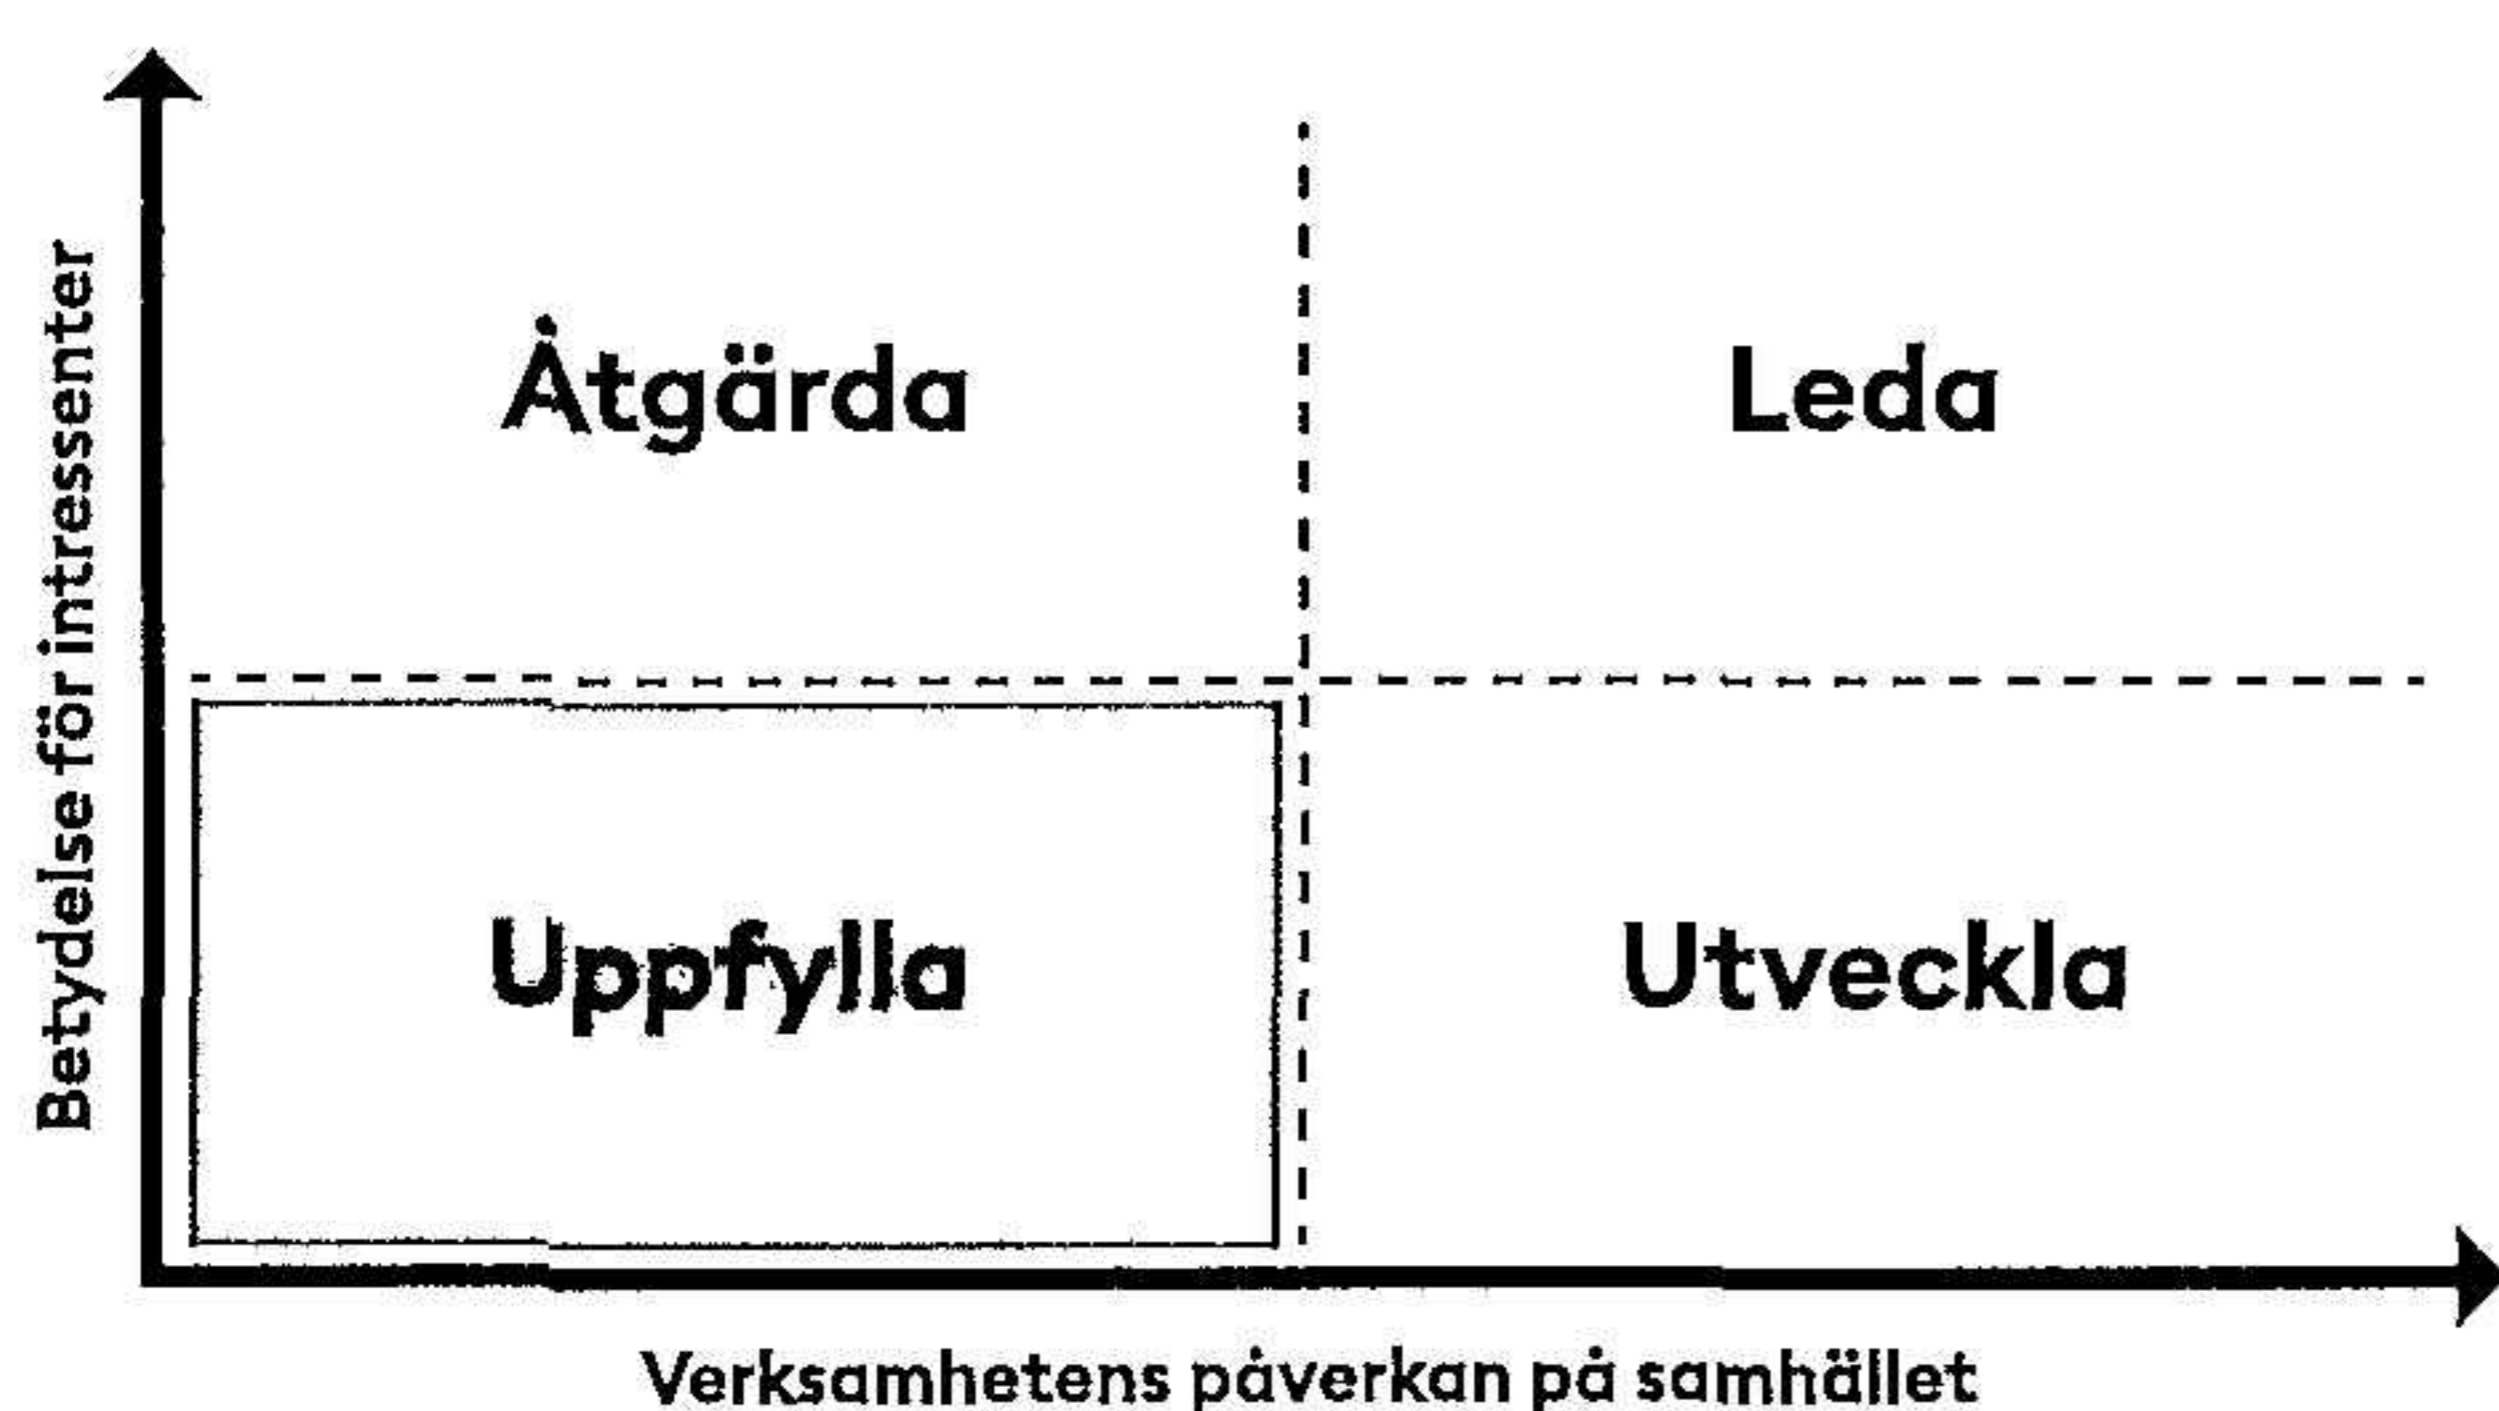 Betydelse för intressenter
Åtgärda
Leda
Uppfylla
Utveckla
Verksamhetens påverkan på samhället